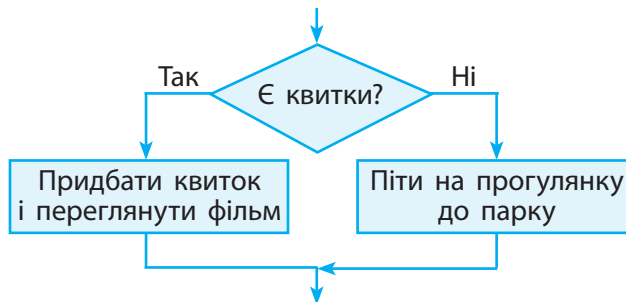 Є квитки?
Так
Ні
Придбати квиток
і переглянути фільм
Піти на прогулянку
до парку